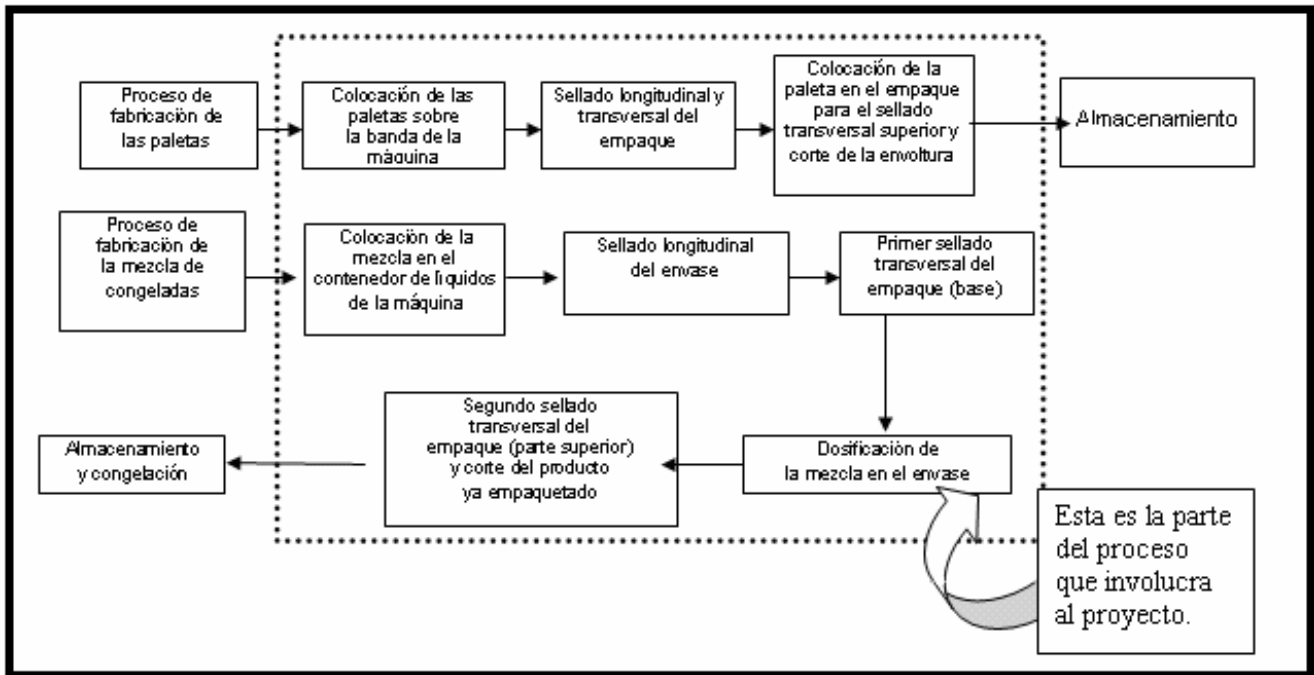 Proceso de
fabricación de
las paletas
Colocación de las
paletas sobre
la banda de la
máquina
Sellado longitudinal y
transversal del
empaque
Colocación de la
paleta en el empaque
para el sellado
transversal superior y
corte de la envoltura
Almacenamiento
Proceso de
fabricación de
la mezcla de
congeladas
Colocación de la
mezcla en el
contenedor de líquidos
de la máquina
Sellado longitudinal
del envase
Primer sellado
transversal del
empaque (base)
Dosificación de
la mezcla en el envase
Segundo sellado
transversal del
empaque (parte superior)
y corte del producto
ya empaquetado
Almacenamiento
y congelación
Esta es la parte
del proceso
que involucra
al proyecto.